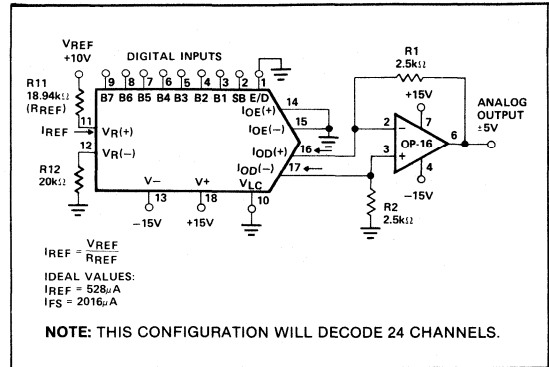 VREF
+10V
DIGITAL INPUTS
R1
2.5kΩ
R11
18.94kΩ
(RREF)
9 8 7 6 5 4 3 2 1
B7 B6 B5 B4 B3 B2 B1 SB E/D
+15V
ANALOG
OUTPUT
±5V
IREF
11
VR(+)
IOE(+)
14
IOE(−)
15
IOD(+)
16
IOD(−)
17
2
−
7
OP-16
6
3
+
4
−15V
12
VR(−)
R12
20kΩ
V−
V+
VLC
13
18
10
−15V
+15V
R2
2.5kΩ
IREF = VREF
RREF
IDEAL VALUES:
IREF = 528μA
IFS = 2016μA
NOTE: THIS CONFIGURATION WILL DECODE 24 CHANNELS.